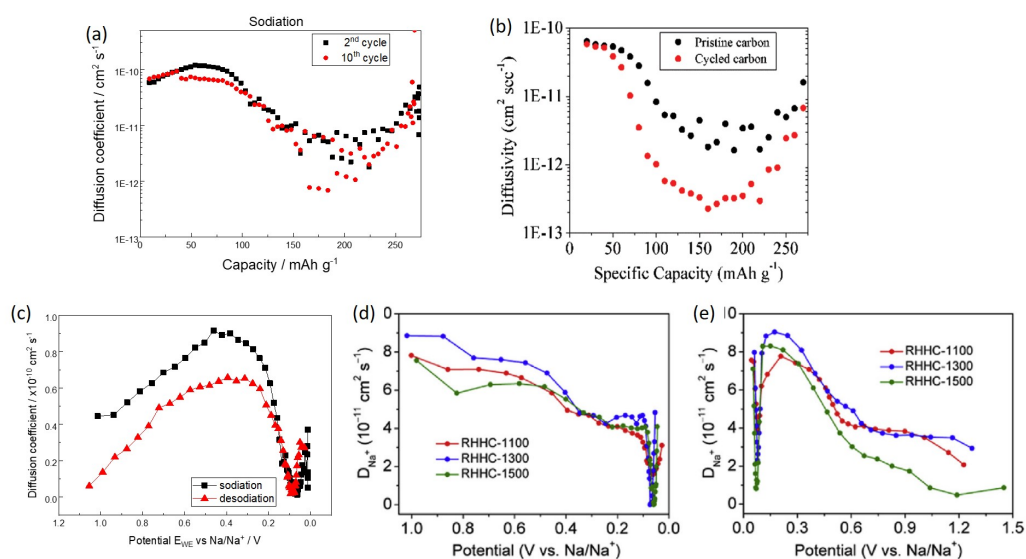 (a)
Sodiation
2nd cycle
10th cycle
Diffusion coefficient / cm² s⁻¹
1E-10
1E-11
1E-12
1E-13
0 50 100 150 200 250
Capacity / mAh g⁻¹
(b)
Pristine carbon
Cycled carbon
Diffusivity (cm² sec⁻¹)
1E-10
1E-11
1E-12
1E-13
0 50 100 150 200 250
Specific Capacity (mAh g⁻¹)
(c)
Diffusion coefficient / x10⁻¹⁰ cm² s⁻¹
1.0
0.8
0.6
0.4
0.2
0.0
sodiation
desodiation
1.2 1.0 0.8 0.6 0.4 0.2 0.0
Potential E_WE vs Na/Na⁺ / V
(d)
D_Na⁺ (10⁻¹¹ cm² s⁻¹)
0
8
6
4
2
0
RHHC-1100
RHHC-1300
RHHC-1500
1.0 0.8 0.6 0.4 0.2 0.0
Potential (V vs. Na/Na⁺)
(e)
D_Na⁺ (10⁻¹¹ cm² s⁻¹)
0
8
6
4
2
0
RHHC-1100
RHHC-1300
RHHC-1500
0.0 0.3 0.6 0.9 1.2 1.5
Potential (V vs. Na/Na⁺)